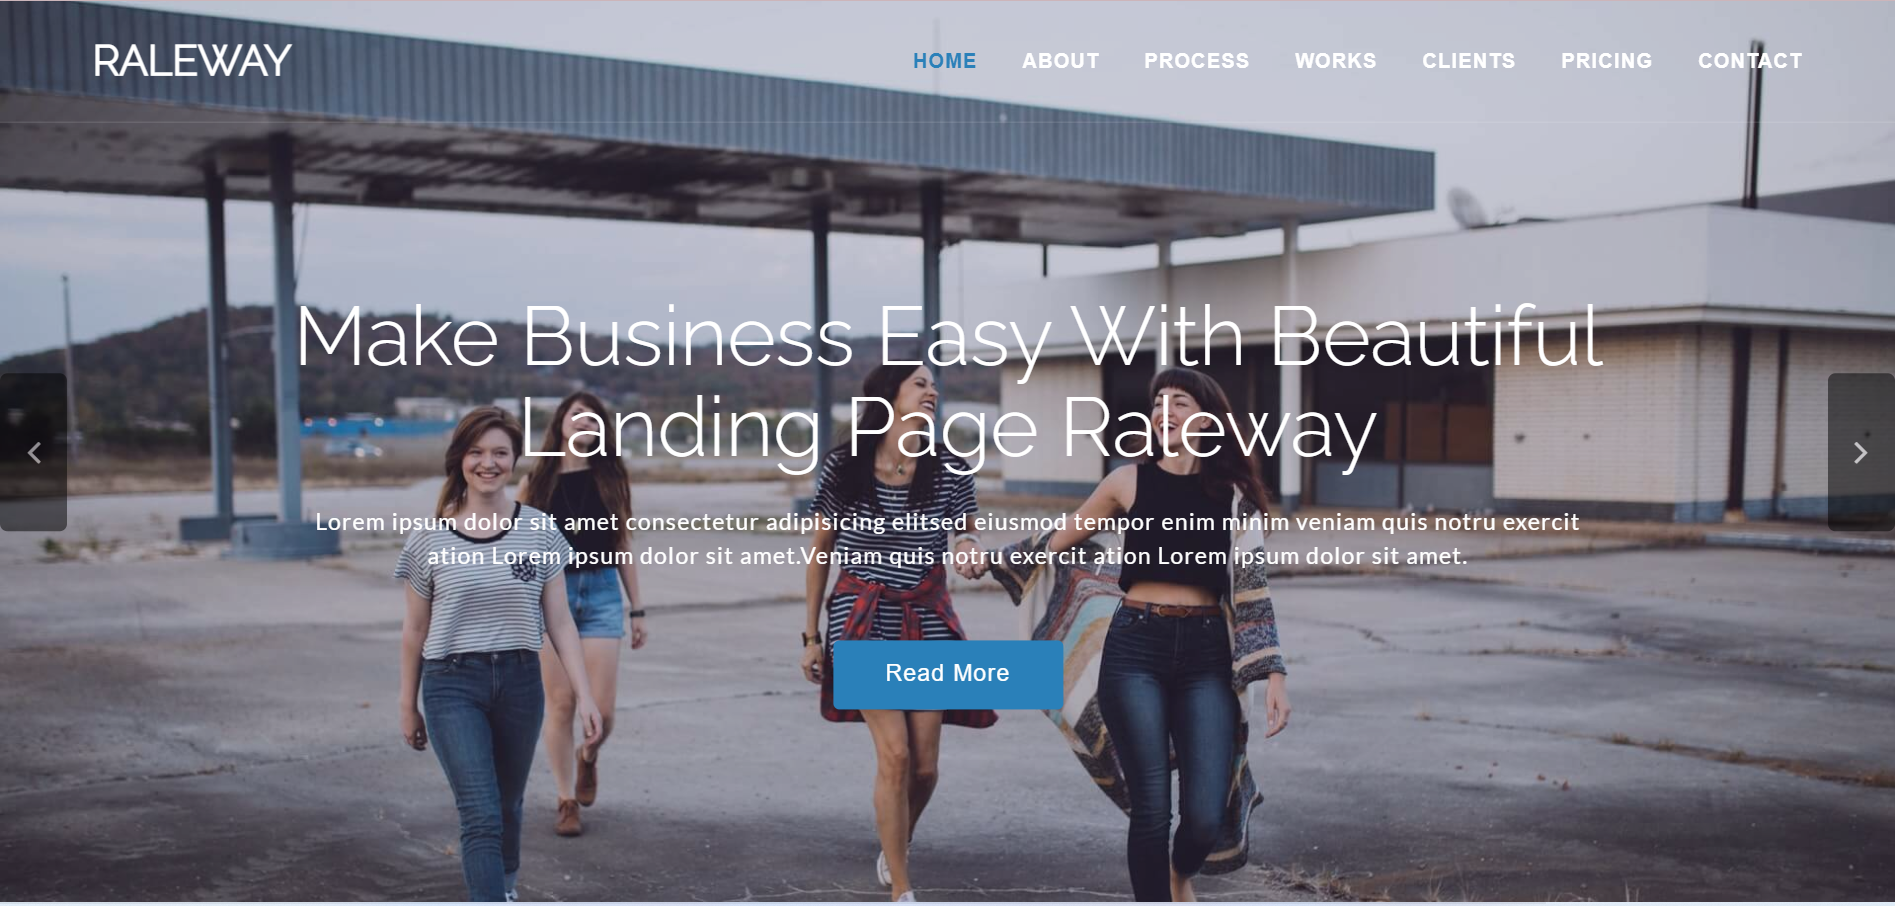 RALEWAY
HOME ABOUT PROCESS WORKS CLIENTS PRICING CONTACT
Make Business Easy With Beautiful
Landing Page Raleway
Lorem ipsum dolor sit amet consectetur adipisicing elitsed eiusmod tempor enim minim veniam quis notru exercit
ation Lorem ipsum dolor sit amet.Veniam quis notru exercit ation Lorem ipsum dolor sit amet.
Read More